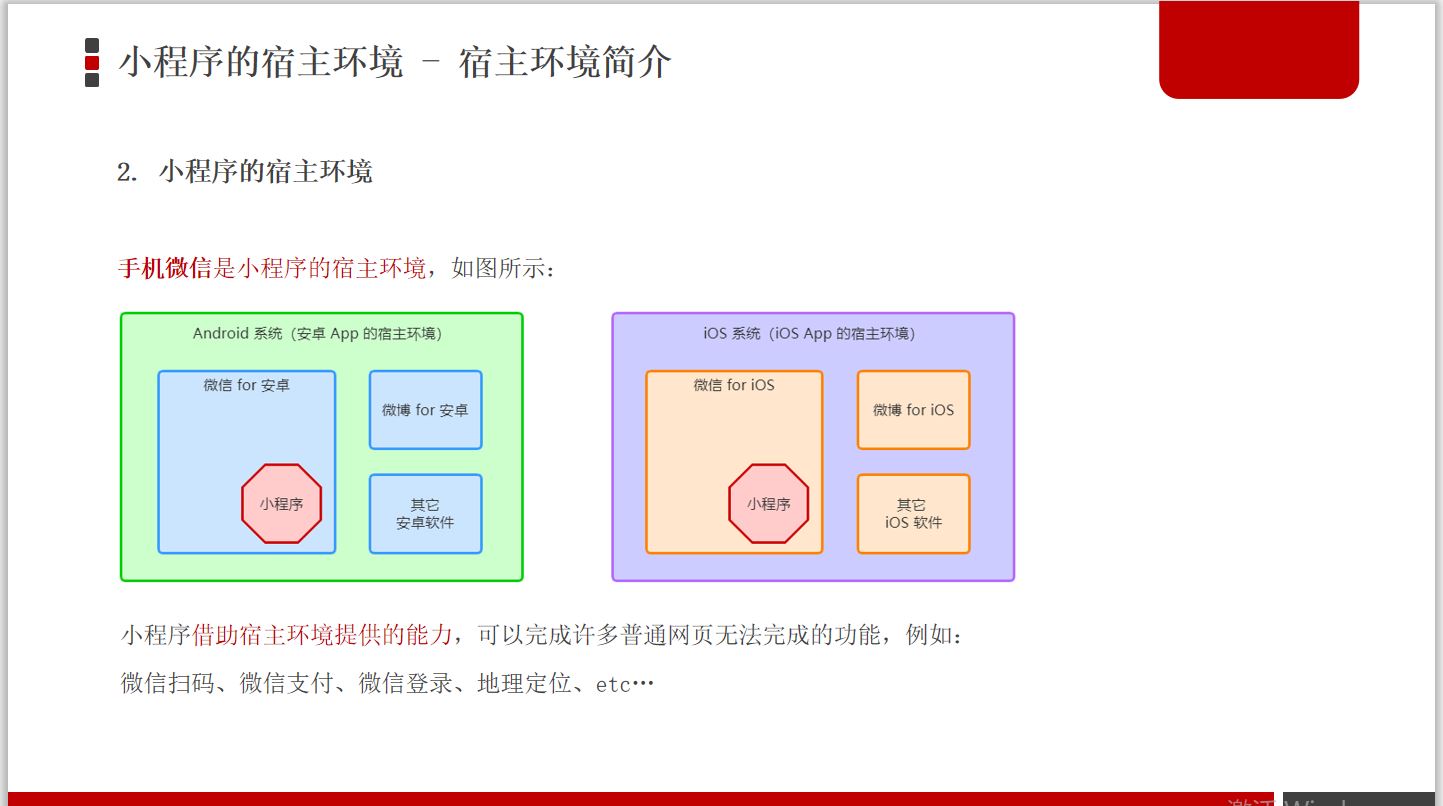 小程序的宿主环境 – 宿主环境简介
2. 小程序的宿主环境
手机微信是小程序的宿主环境，如图所示：
Android 系统（安卓 App 的宿主环境）
微信 for 安卓
微博 for 安卓
小程序
其它
安卓软件
iOS 系统（iOS App 的宿主环境）
微信 for iOS
微博 for iOS
小程序
其它
iOS 软件
小程序借助宿主环境提供的能力，可以完成许多普通网页无法完成的功能，例如：
微信扫码、微信支付、微信登录、地理定位、etc…